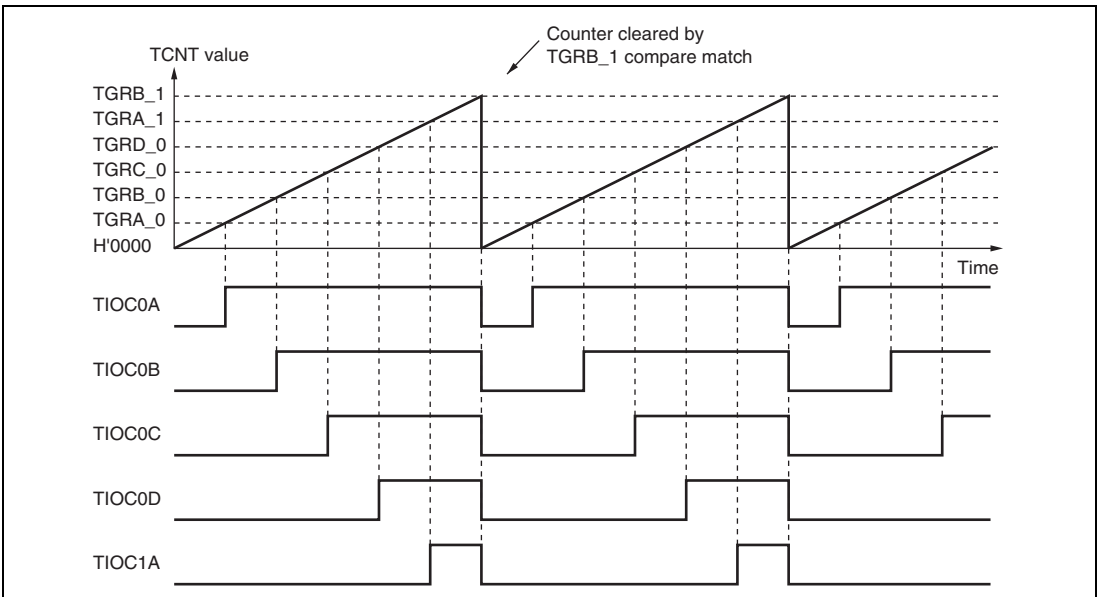 Counter cleared by
TGRB_1 compare match
TCNT value
TGRB_1
TGRA_1
TGRD_0
TGRC_0
TGRB_0
TGRA_0
H'0000
Time
TIOC0A
TIOC0B
TIOC0C
TIOC0D
TIOC1A